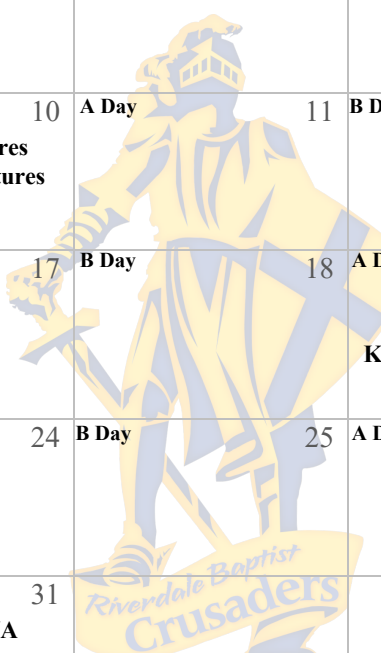 10 A Day 11 B D
res
tures
17 B Day 18 A D
K
24 B Day 25 A D
31
A
Riverdale Baptist
Crusaders